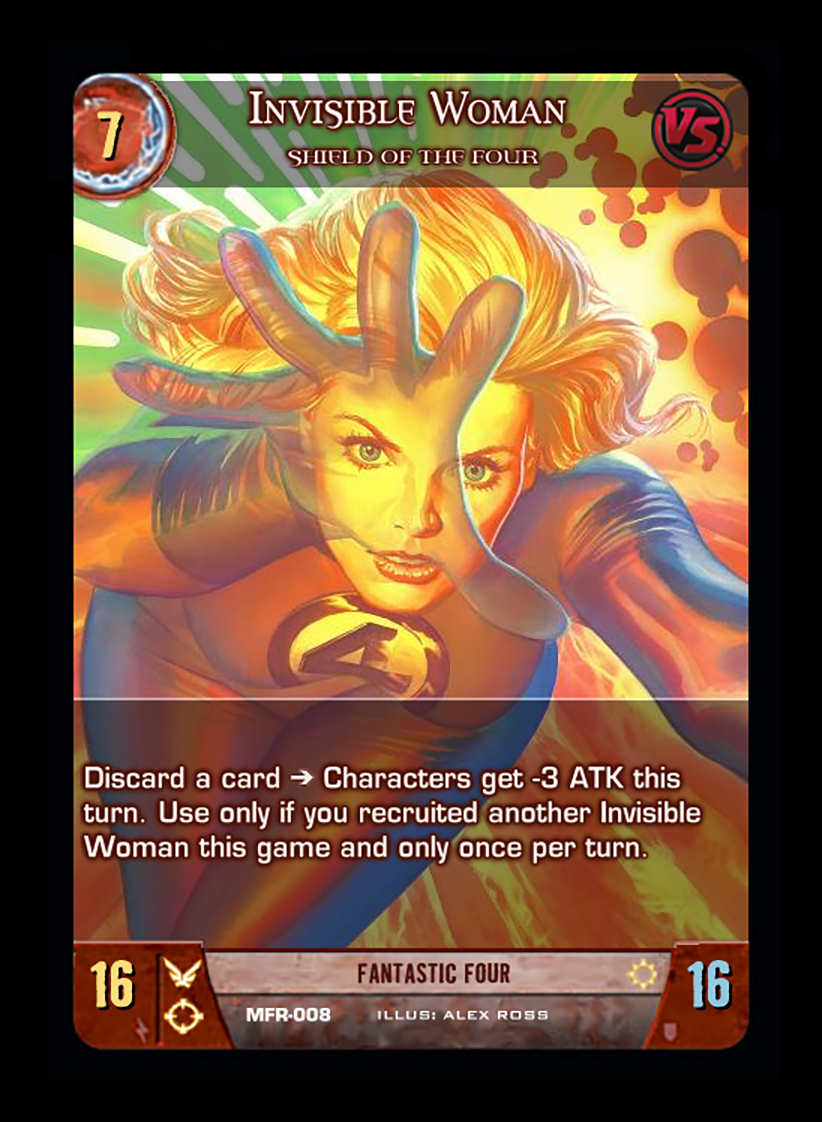 7
INVISIBLE WOMAN
VS.
SHIELD OF THE FOUR
4
Discard a card ➔ Characters get -3 ATK this
turn. Use only if you recruited another Invisible
Woman this game and only once per turn.
16
FANTASTIC FOUR
16
MFR-008 ILLUS: ALEX ROSS